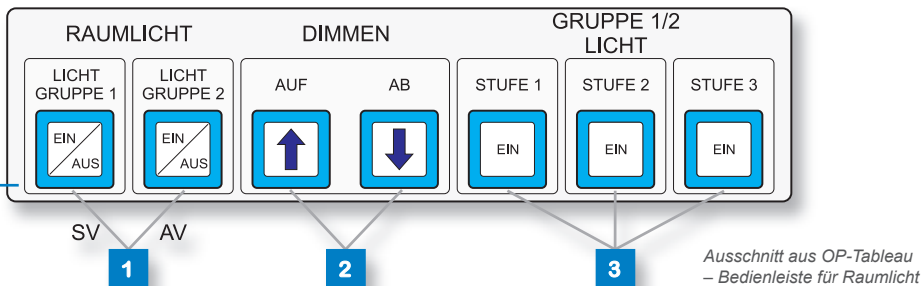 RAUMLICHT
DIMMEN
GRUPPE 1/2
LICHT
LICHT
GRUPPE 1
LICHT
GRUPPE 2
AUF
AB
STUFE 1
STUFE 2
STUFE 3
EIN
AUS
EIN
AUS
EIN
EIN
EIN
SV
AV
1
2
3
Ausschnitt aus OP-Tableau
– Bedienleiste für Raumlicht